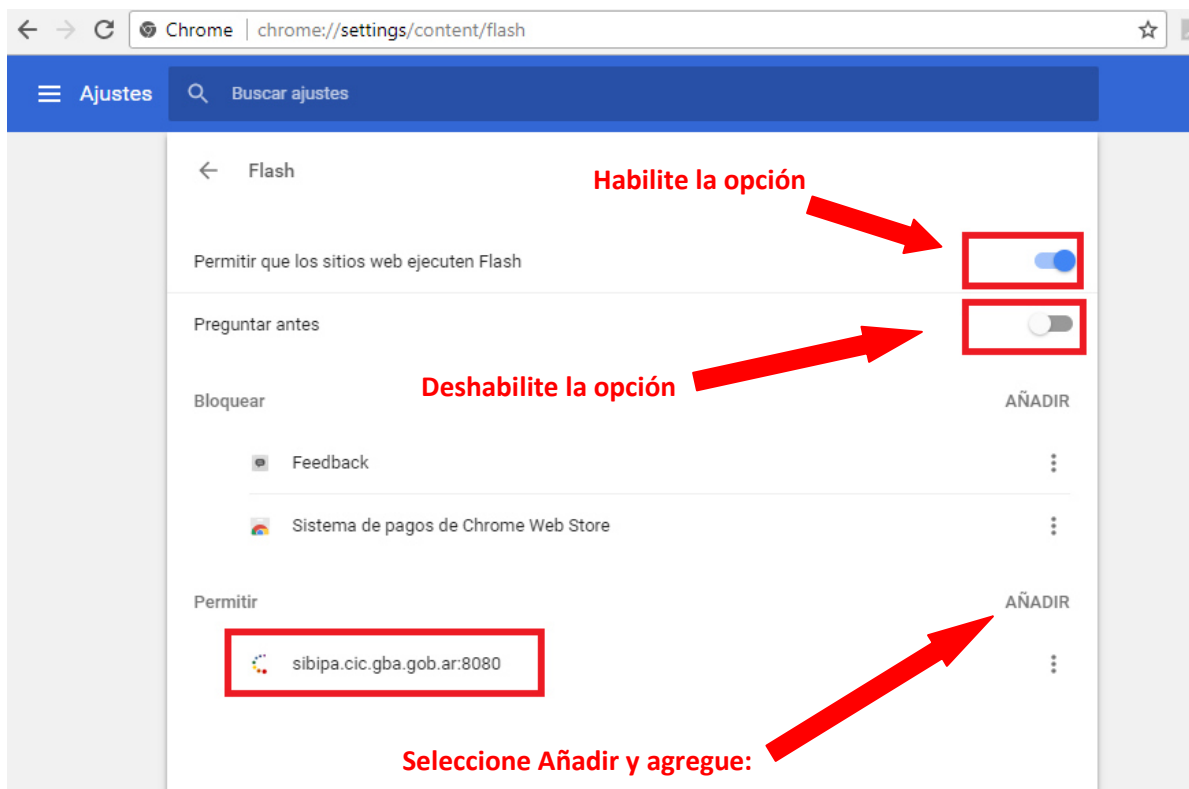 Chrome | chrome://settings/content/flash
Ajustes Buscar ajustes
Flash
Habilite la opción
Permitir que los sitios web ejecuten Flash
Preguntar antes
Deshabilite la opción
Bloquear AÑADIR
Feedback
Sistema de pagos de Chrome Web Store
Permitir AÑADIR
sibipa.cic.gba.gob.ar:8080
Seleccione Añadir y agregue: